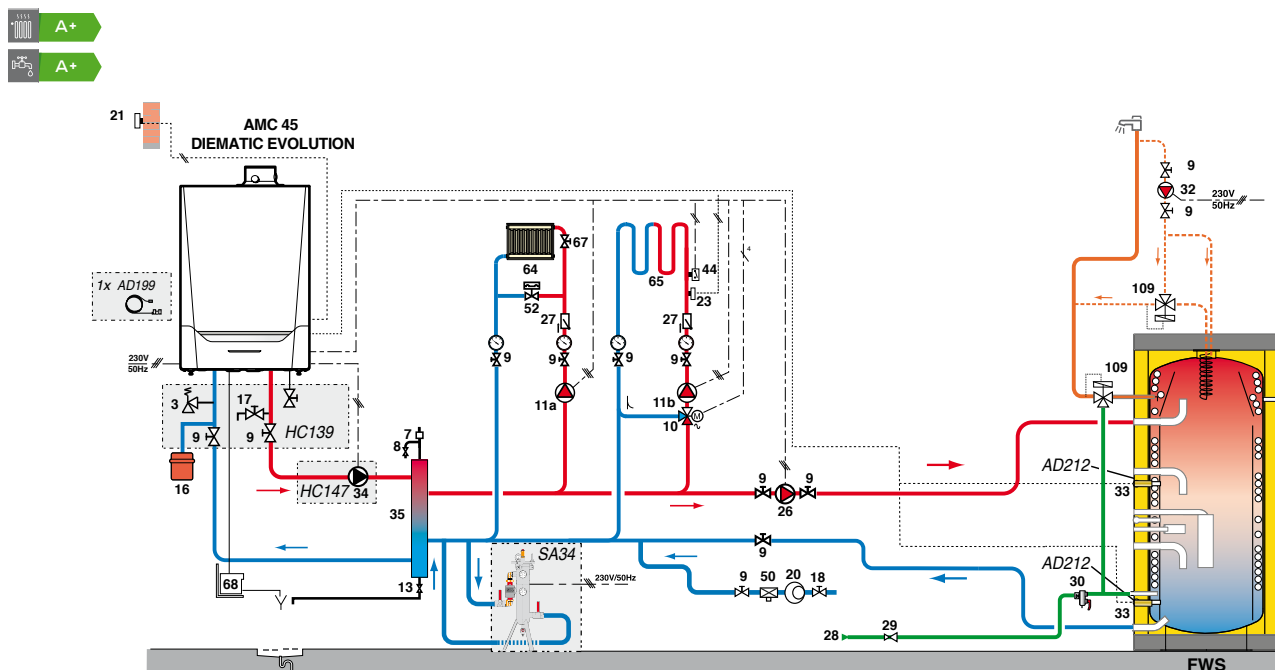 A+
A+
21
AMC 45
DIEMATIC EVOLUTION
1x AD199
230V
50Hz
3
17
9
9
HC139
16
HC147
34
7
8
35
13
68
64
67
52
27
9
9
11a
65
44
23
4
27
9
9
11b
10
M
9
9
26
9
SA34
230V/50Hz
9
50
20
18
28
29
30
9
32
9
230V
50Hz
109
109
AD212
33
AD212
33
FWS